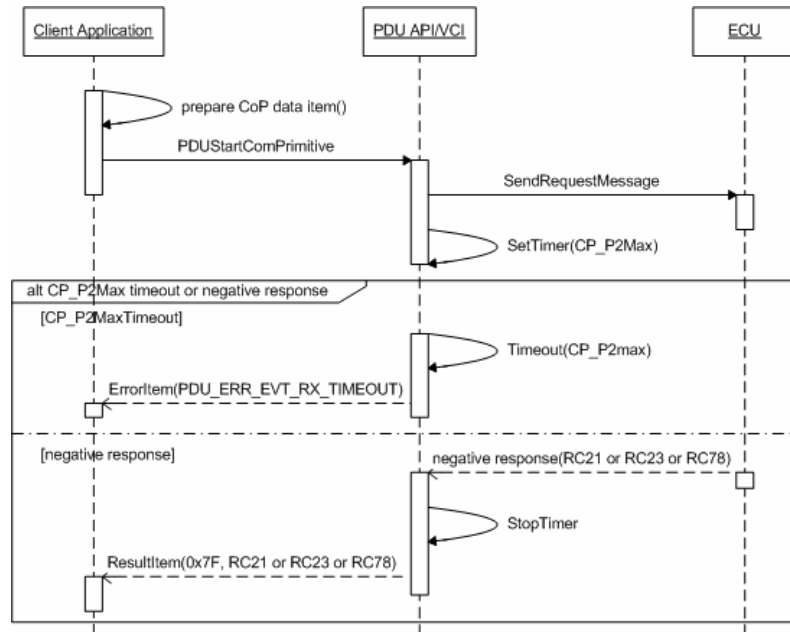 Client Application
PDU API/VCI
ECU
prepare CoP data item()
PDUStartComPrimitive
SendRequestMessage
SetTimer(CP_P2Max)
alt CP_P2Max timeout or negative response
[CP_P2MaxTimeout]
Timeout(CP_P2max)
ErrorItem(PDU_ERR_EVT_RX_TIMEOUT)
[negative response]
negative response(RC21 or RC23 or RC78)
StopTimer
ResultItem(0x7F, RC21 or RC23 or RC78)